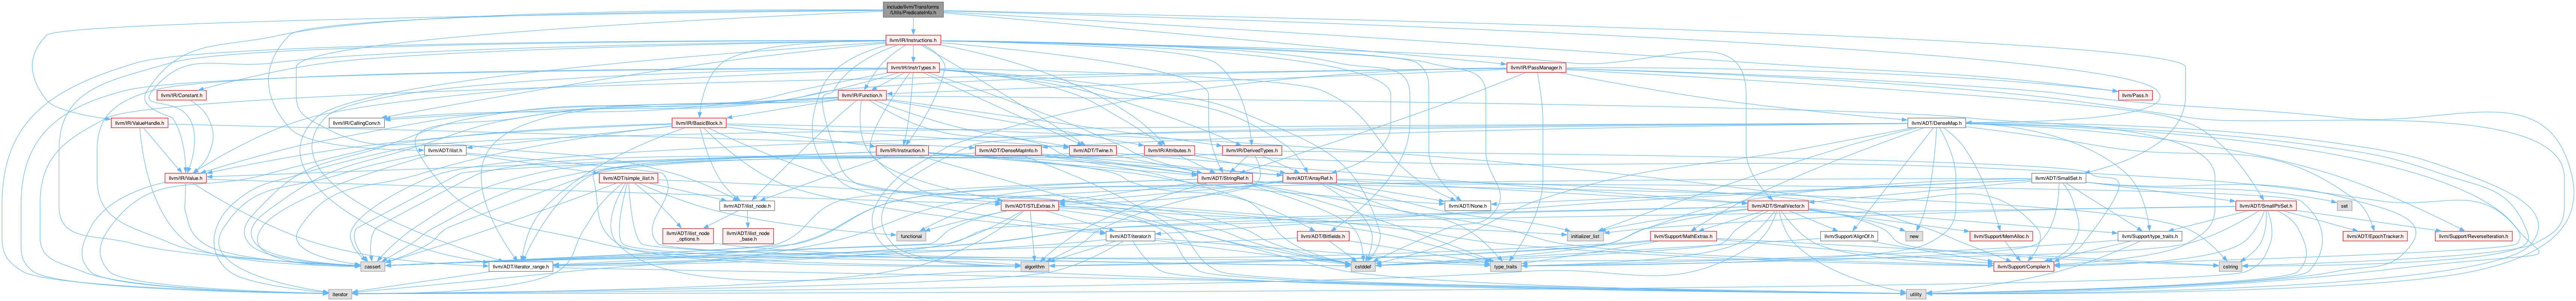 include/llvm/Transforms
/Utils/PredicateInfo.h
llvm/IR/Instructions.h
llvm/IR/InstrTypes.h
llvm/IR/PassManager.h
llvm/IR/Constant.h
llvm/IR/Function.h
llvm/Pass.h
llvm/IR/ValueHandle.h
llvm/IR/CallingConv.h
llvm/IR/BasicBlock.h
llvm/ADT/DenseMap.h
llvm/ADT/ilist.h
llvm/IR/Instruction.h
llvm/ADT/DenseMapInfo.h
llvm/ADT/Twine.h
llvm/IR/Attributes.h
llvm/IR/DerivedTypes.h
llvm/IR/Value.h
llvm/ADT/simple_ilist.h
llvm/ADT/StringRef.h
llvm/ADT/ArrayRef.h
llvm/ADT/SmallSet.h
llvm/ADT/ilist_node.h
llvm/ADT/STLExtras.h
llvm/ADT/None.h
llvm/ADT/SmallVector.h
llvm/ADT/SmallPtrSet.h
set
llvm/ADT/ilist_node
_options.h
llvm/ADT/ilist_node
_base.h
functional
llvm/ADT/iterator.h
llvm/ADT/Bitfields.h
initializer_list
llvm/Support/MathExtras.h
llvm/Support/AlignOf.h
new
llvm/Support/MemAlloc.h
llvm/Support/type_traits.h
llvm/ADT/EpochTracker.h
llvm/Support/ReverseIteration.h
cassert
llvm/ADT/iterator_range.h
algorithm
cstddef
type_traits
llvm/Support/Compiler.h
cstring
iterator
utility